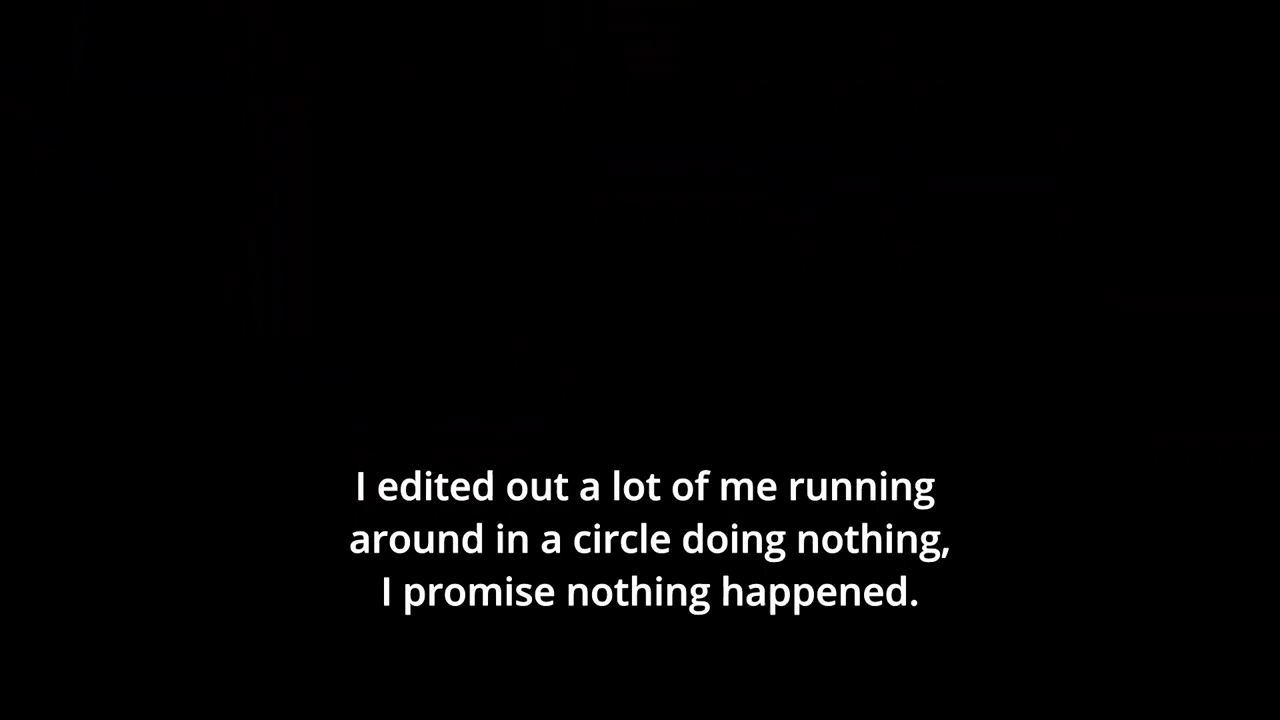 I edited out a lot of me running
around in a circle doing nothing,
I promise nothing happened.